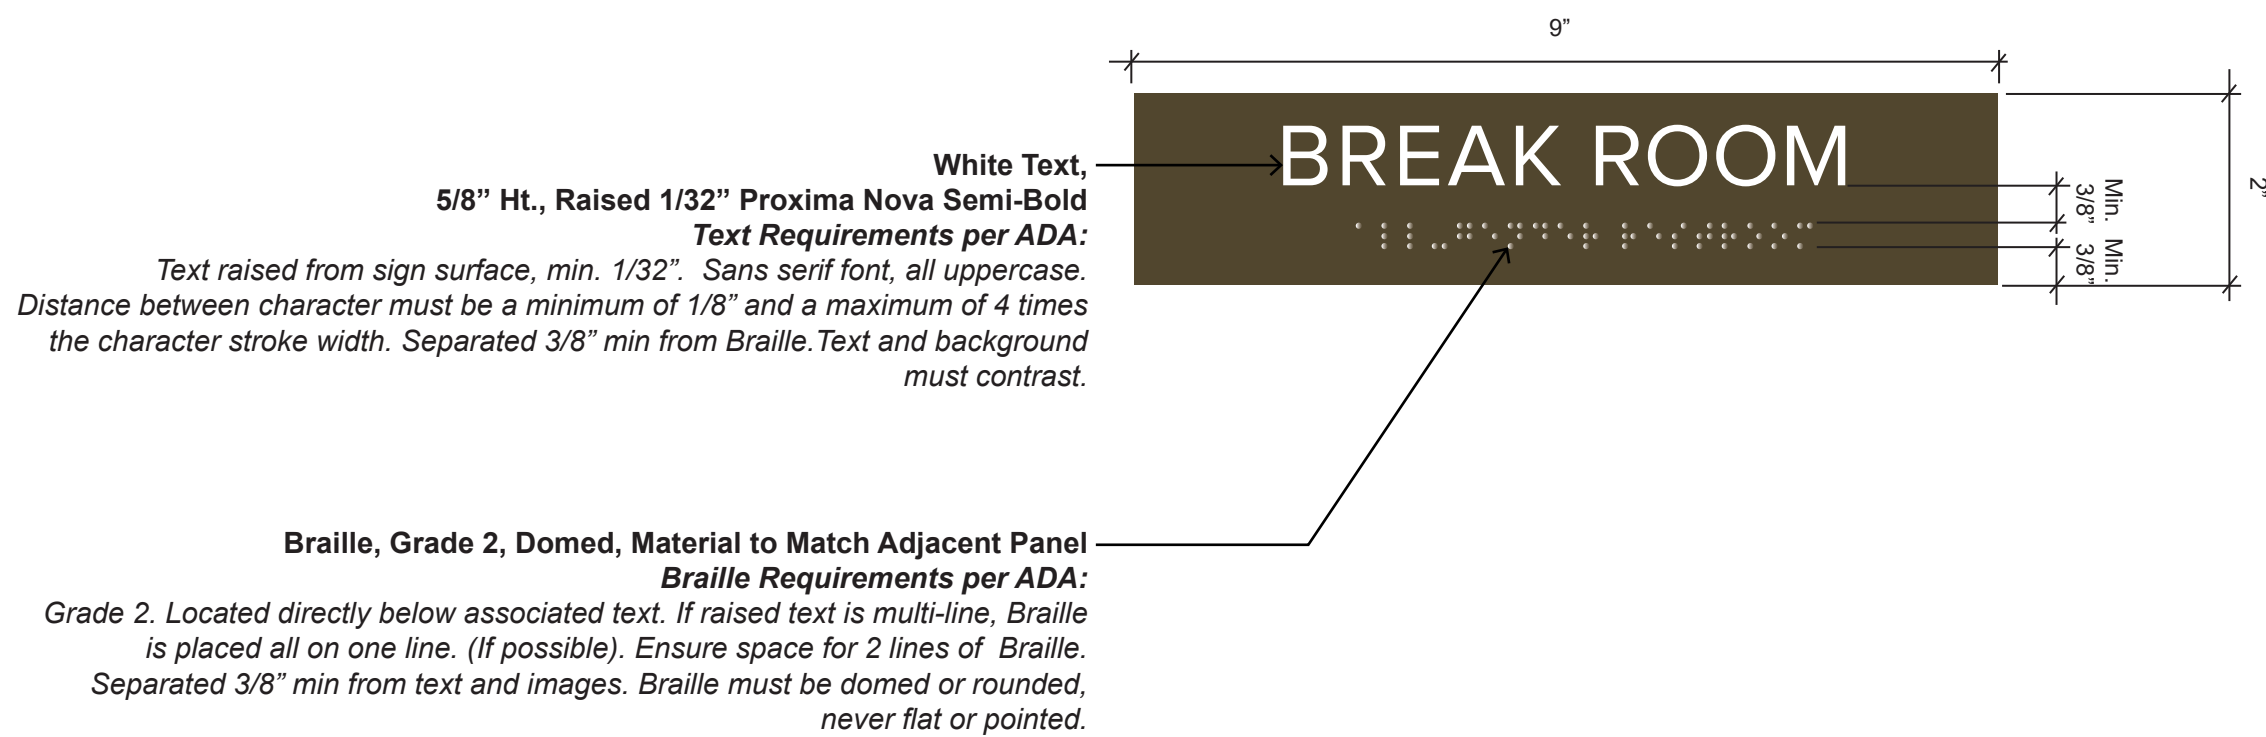 9”
BREAK ROOM
White Text,
5/8” Ht., Raised 1/32” Proxima Nova Semi-Bold
Text Requirements per ADA:
Text raised from sign surface, min. 1/32”.  Sans serif font, all uppercase.
Distance between character must be a minimum of 1/8” and a maximum of 4 times
the character stroke width. Separated 3/8” min from Braille.Text and background
must contrast.
Min.
3/8”
Min.
3/8”
2”
Braille, Grade 2, Domed, Material to Match Adjacent Panel
Braille Requirements per ADA:
Grade 2. Located directly below associated text. If raised text is multi-line, Braille
is placed all on one line. (If possible). Ensure space for 2 lines of  Braille.
Separated 3/8” min from text and images. Braille must be domed or rounded,
never flat or pointed.